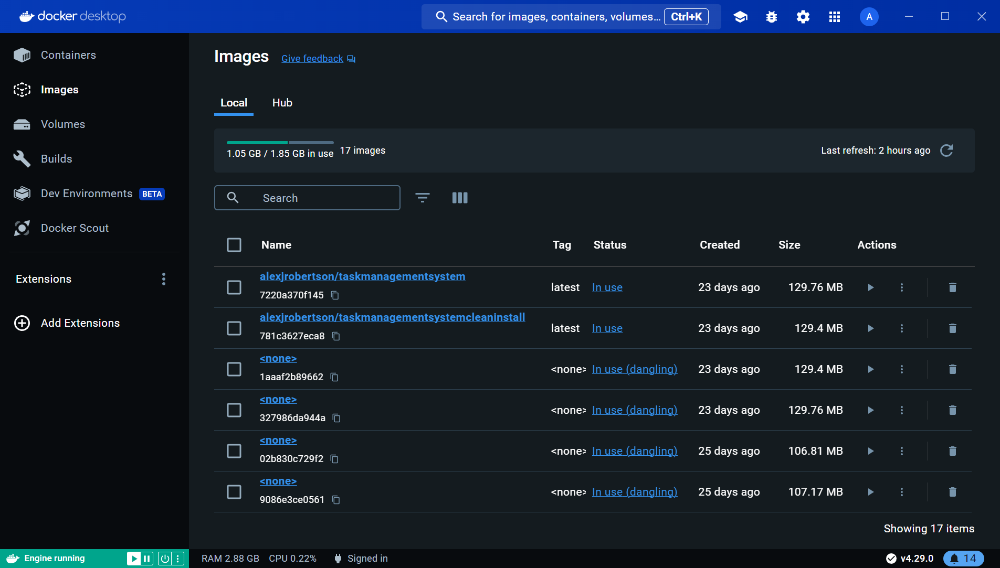 docker desktop
Search for images, containers, volumes... Ctrl+K
A
Containers
Images
Volumes
Builds
Dev Environments BETA
Docker Scout
Extensions
Add Extensions
Images Give feedback
Local Hub
1.05 GB / 1.85 GB in use 17 images Last refresh: 2 hours ago
Search
Name Tag Status Created Size Actions
alexjrobertson/taskmanagementsystem
7220a370f145
latest In use 23 days ago 129.76 MB
alexjrobertson/taskmanagementsystemcleaninstall
781c3627eca8
latest In use 23 days ago 129.4 MB
<none>
1aaaf2b89662
<none> In use (dangling) 23 days ago 129.4 MB
<none>
327986da944a
<none> In use (dangling) 23 days ago 129.76 MB
<none>
02b830c729f2
<none> In use (dangling) 25 days ago 106.81 MB
<none>
9086e3ce0561
<none> In use (dangling) 25 days ago 107.17 MB
Showing 17 items
Engine running
RAM 2.88 GB CPU 0.22% Signed in
v4.29.0 14